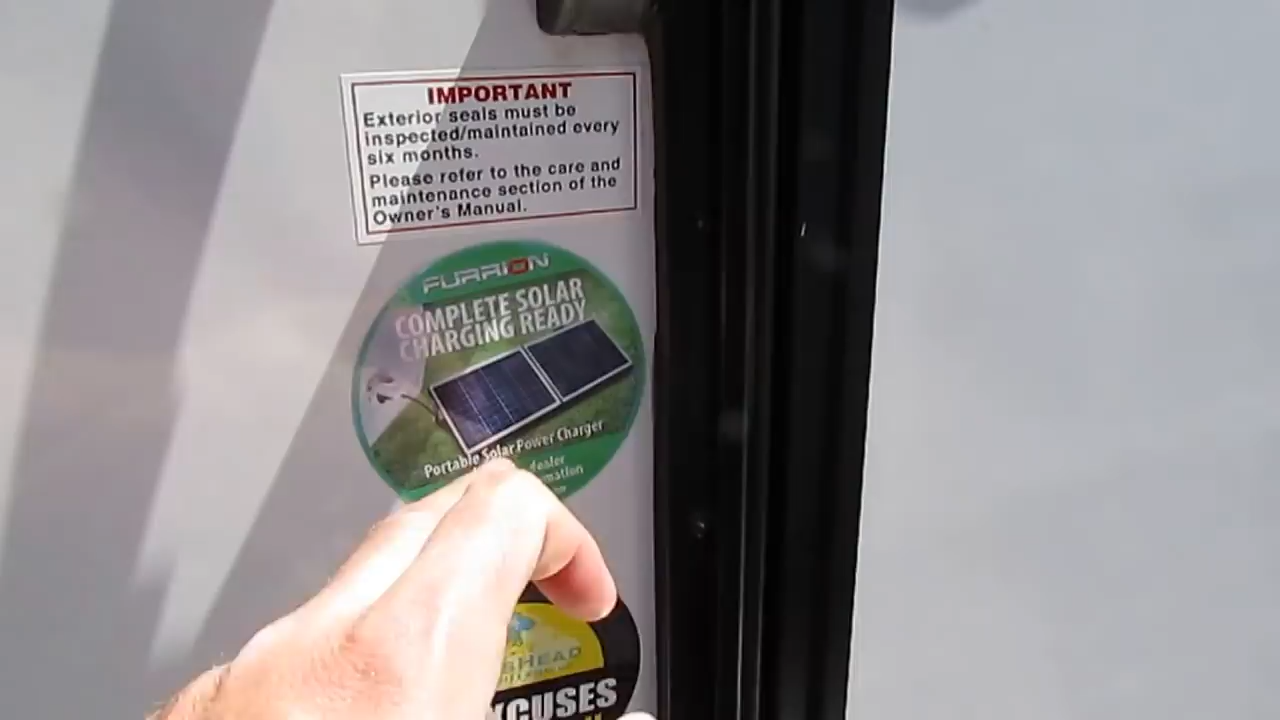 IMPORTANT
Exterior seals must be
inspected/maintained every
six months.
Please refer to the care and
maintenance section of the
Owner's Manual.
FURRION
COMPLETE SOLAR
CHARGING READY
Portable Solar Power Charger
dealer